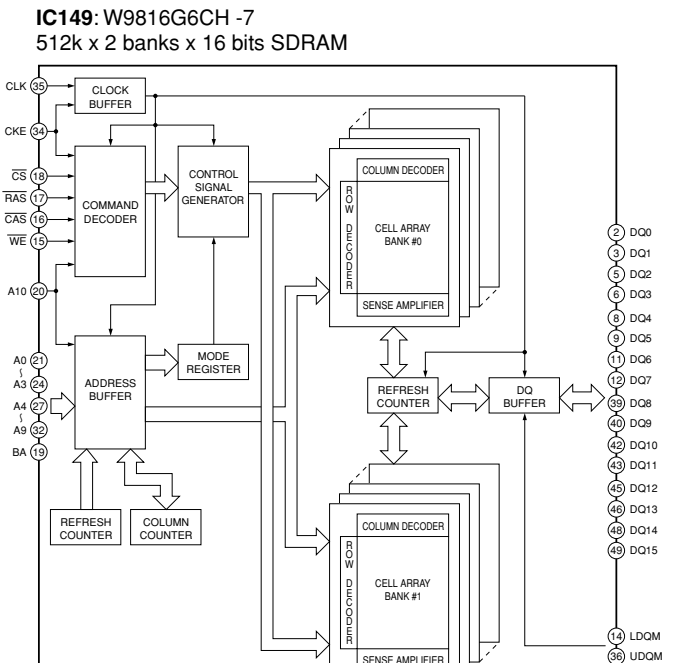 IC149: W9816G6CH -7
512k x 2 banks x 16 bits SDRAM
CLK 35
CLOCK
BUFFER
CKE 34
CS 18
RAS 17
CAS 16
WE 15
COMMAND
DECODER
CONTROL
SIGNAL
GENERATOR
COLUMN DECODER
ROW DECODER
CELL ARRAY
BANK #0
SENSE AMPLIFIER
A10 20
A0 21
A3 24
A4 27
A9 32
BA 19
ADDRESS
BUFFER
MODE
REGISTER
REFRESH
COUNTER
DQ
BUFFER
2 DQ0
3 DQ1
5 DQ2
6 DQ3
8 DQ4
9 DQ5
11 DQ6
12 DQ7
39 DQ8
40 DQ9
42 DQ10
43 DQ11
45 DQ12
46 DQ13
48 DQ14
49 DQ15
REFRESH
COUNTER
COLUMN
COUNTER
COLUMN DECODER
ROW DECODER
CELL ARRAY
BANK #1
SENSE AMPLIFIER
14 LDQM
36 UDQM